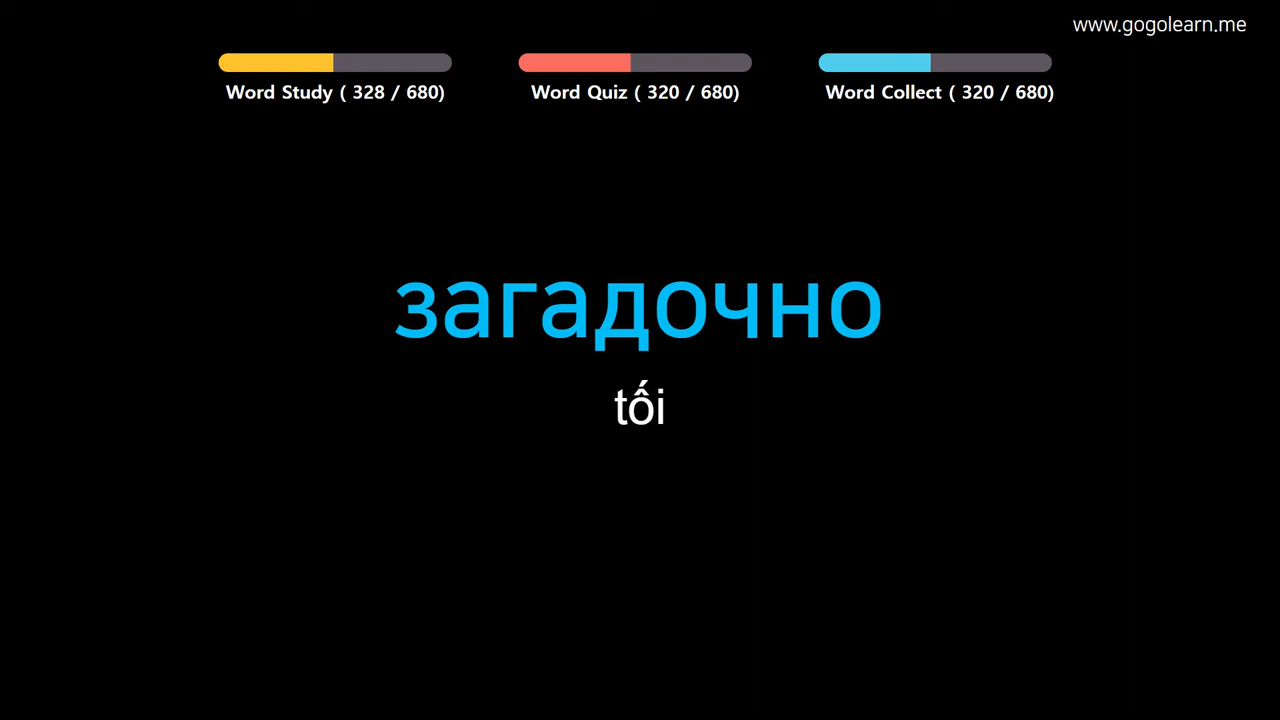 www.gogolearn.me
Word Study ( 328 / 680)
Word Quiz ( 320 / 680)
Word Collect ( 320 / 680)
загадочно
tối